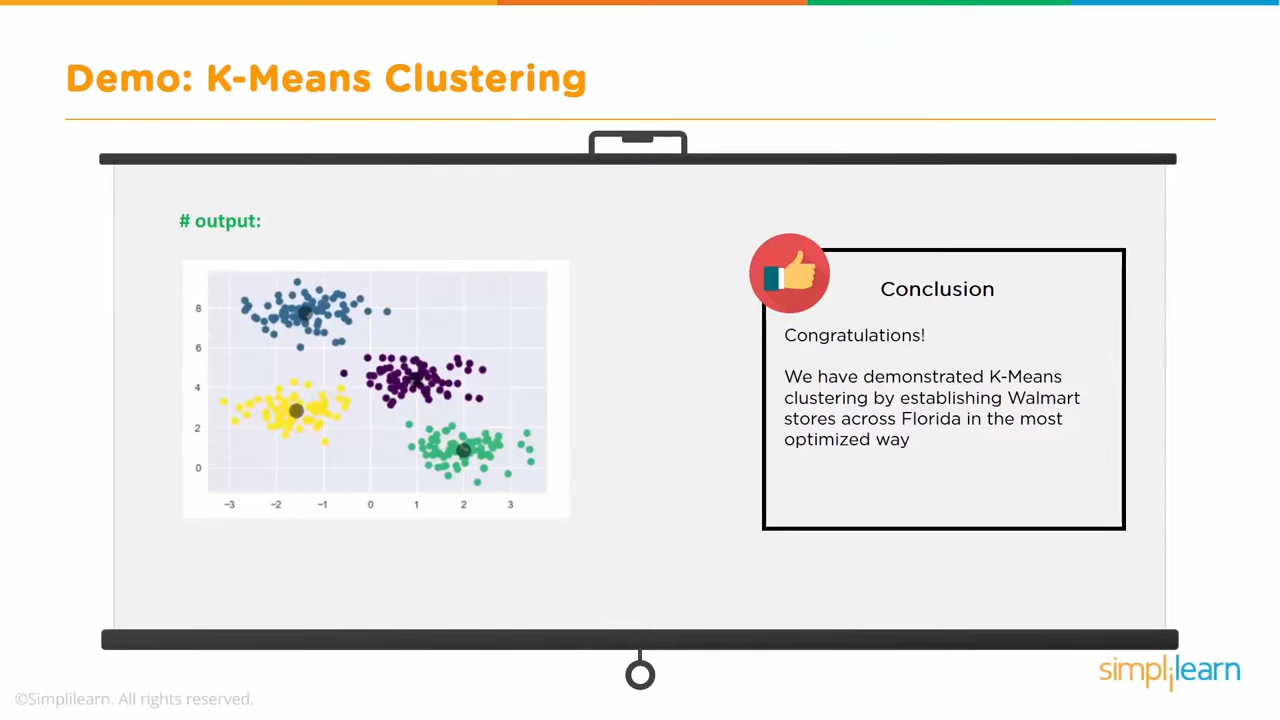 Demo: K-Means Clustering
# output:
8
6
4
2
0
−3 −2 −1 0 1 2 3
Conclusion
Congratulations!
We have demonstrated K-Means
clustering by establishing Walmart
stores across Florida in the most
optimized way
simplilearn
©Simplilearn. All rights reserved.